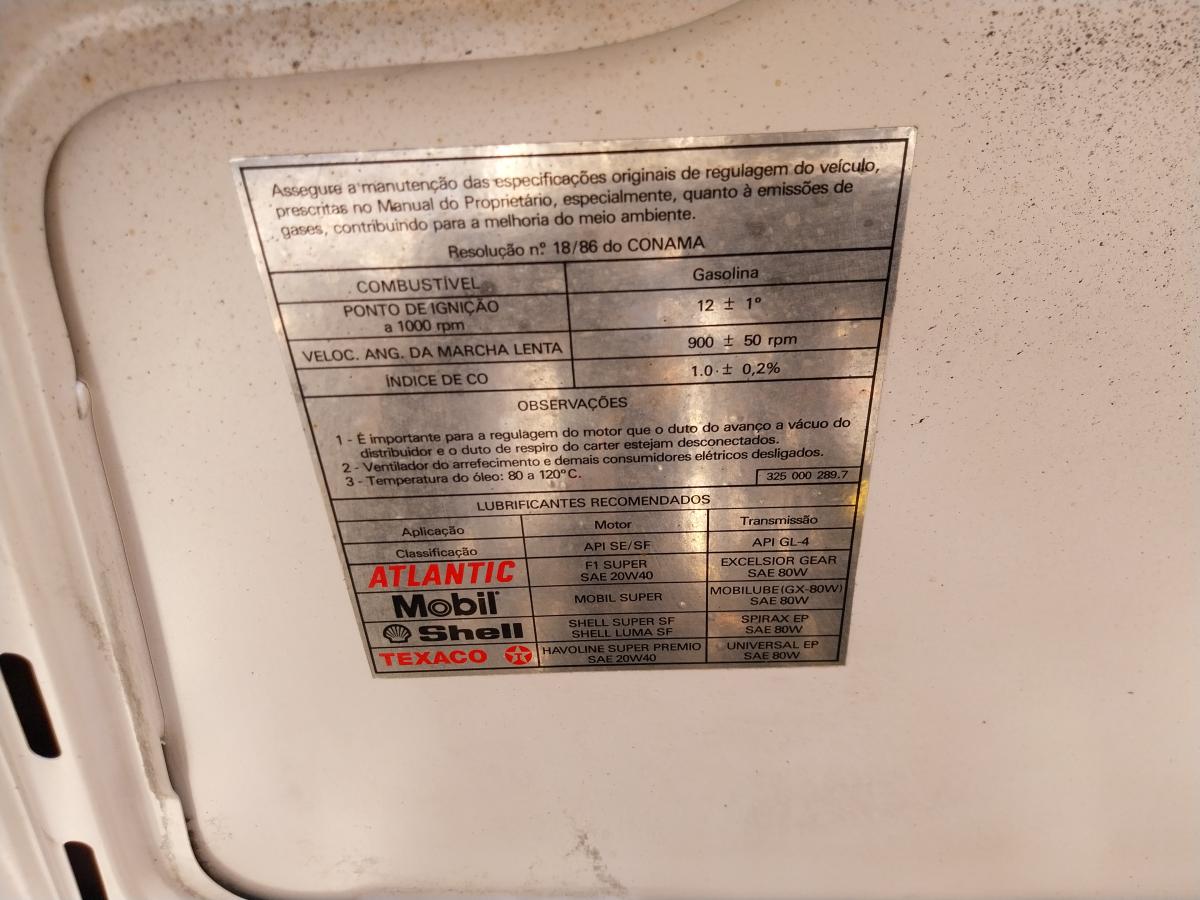 Assegure a manutenção das especificações originais de regulagem do veículo,
prescritas no Manual do Proprietário, especialmente, quanto à emissões de
gases, contribuindo para a melhoria do meio ambiente.
Resolução nº 18/86 do CONAMA
COMBUSTÍVEL Gasolina
PONTO DE IGNIÇÃO
a 1000 rpm 12 ± 1º
VELOC. ANG. DA MARCHA LENTA 900 ± 50 rpm
ÍNDICE DE CO 1.0 ± 0,2%
OBSERVAÇÕES
1 - É importante para a regulagem do motor que o duto do avanço a vácuo do
distribuidor e o duto de respiro do carter estejam desconectados.
2 - Ventilador do arrefecimento e demais consumidores elétricos desligados.
3 - Temperatura do óleo: 80 a 120°C.
325 000 289.7
LUBRIFICANTES RECOMENDADOS
Aplicação Motor Transmissão
Classificação API SE/SF API GL-4
ATLANTIC F1 SUPER EXCELSIOR GEAR
SAE 20W40 SAE 80W
Mobil MOBIL SUPER MOBILUBE (GX-80W)
SAE 80W
Shell SHELL SUPER SF SPIRAX EP
SHELL LUMA SF SAE 80W
TEXACO T HAVOLINE SUPER PREMIO UNIVERSAL EP
SAE 20W40 SAE 80W